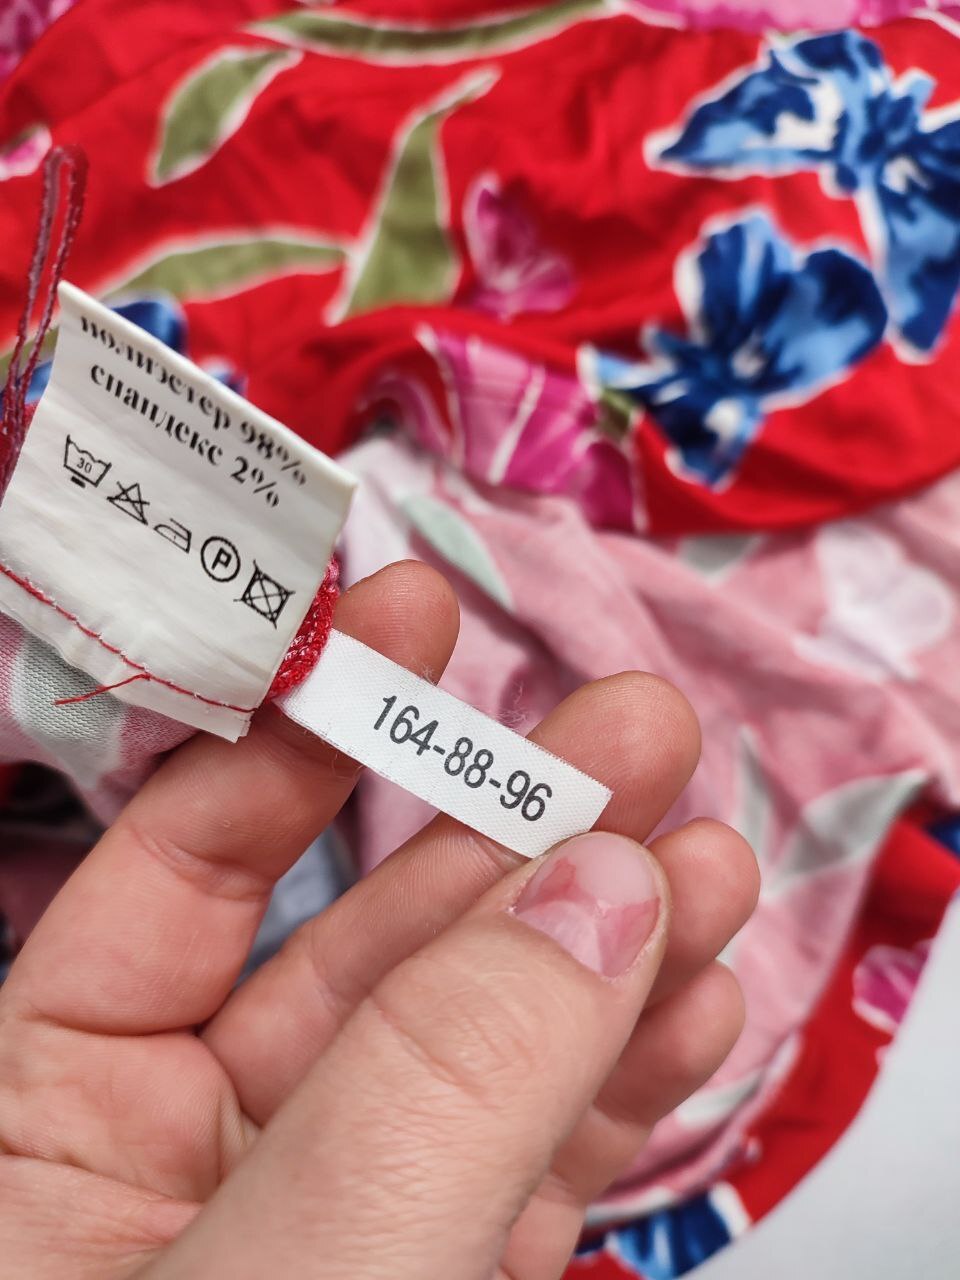 полиэстер 98%
спандекс 2%
30
P
164-88-96